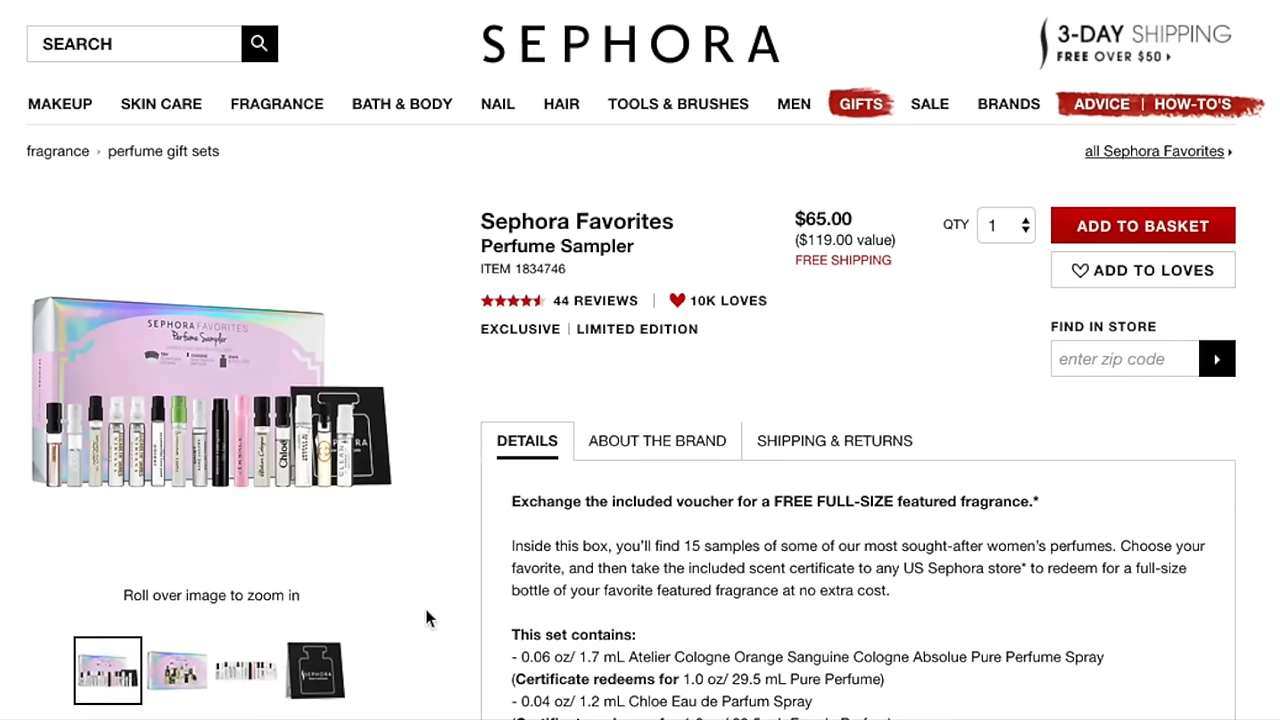 SEARCH
SEPHORA
3-DAY SHIPPING
FREE OVER $50
MAKEUP SKIN CARE FRAGRANCE BATH & BODY NAIL HAIR TOOLS & BRUSHES MEN GIFTS SALE BRANDS ADVICE | HOW-TO'S
fragrance › perfume gift sets
all Sephora Favorites
Sephora Favorites
Perfume Sampler
ITEM 1834746
44 REVIEWS | 10K LOVES
EXCLUSIVE | LIMITED EDITION
$65.00
($119.00 value)
FREE SHIPPING
QTY 1
ADD TO BASKET
ADD TO LOVES
FIND IN STORE
enter zip code
SEPHORA FAVORITES
Perfume Sampler
Chloé
CLEAN
Roll over image to zoom in
SEPHORA
DETAILS ABOUT THE BRAND SHIPPING & RETURNS
Exchange the included voucher for a FREE FULL-SIZE featured fragrance.*
Inside this box, you’ll find 15 samples of some of our most sought-after women’s perfumes. Choose your
favorite, and then take the included scent certificate to any US Sephora store* to redeem for a full-size
bottle of your favorite featured fragrance at no extra cost.
This set contains:
- 0.06 oz/ 1.7 mL Atelier Cologne Orange Sanguine Cologne Absolue Pure Perfume Spray
(Certificate redeems for 1.0 oz/ 29.5 mL Pure Perfume)
- 0.04 oz/ 1.2 mL Chloe Eau de Parfum Spray